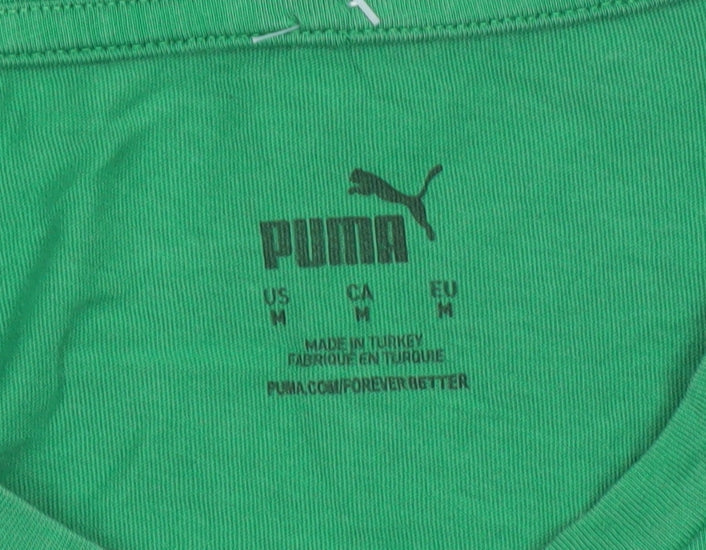 PUMA
US CA EU
M M M
MADE IN TURKEY
FABRIQUÉ EN TURQUIE
PUMA.COM/FOREVERBETTER